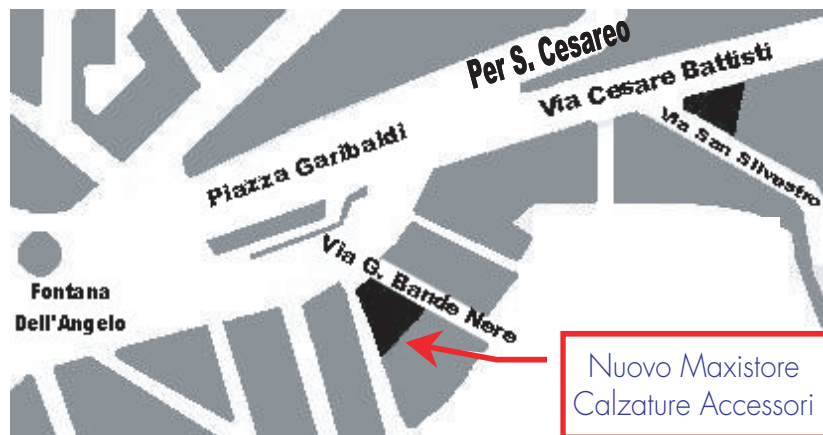 Per S. Cesareo
Via Cesare Battisti
Via San Silvestro
Piazza Garibaldi
Via G. Bande Nere
Fontana
Dell'Angelo
Nuovo Maxistore
Calzature Accessori